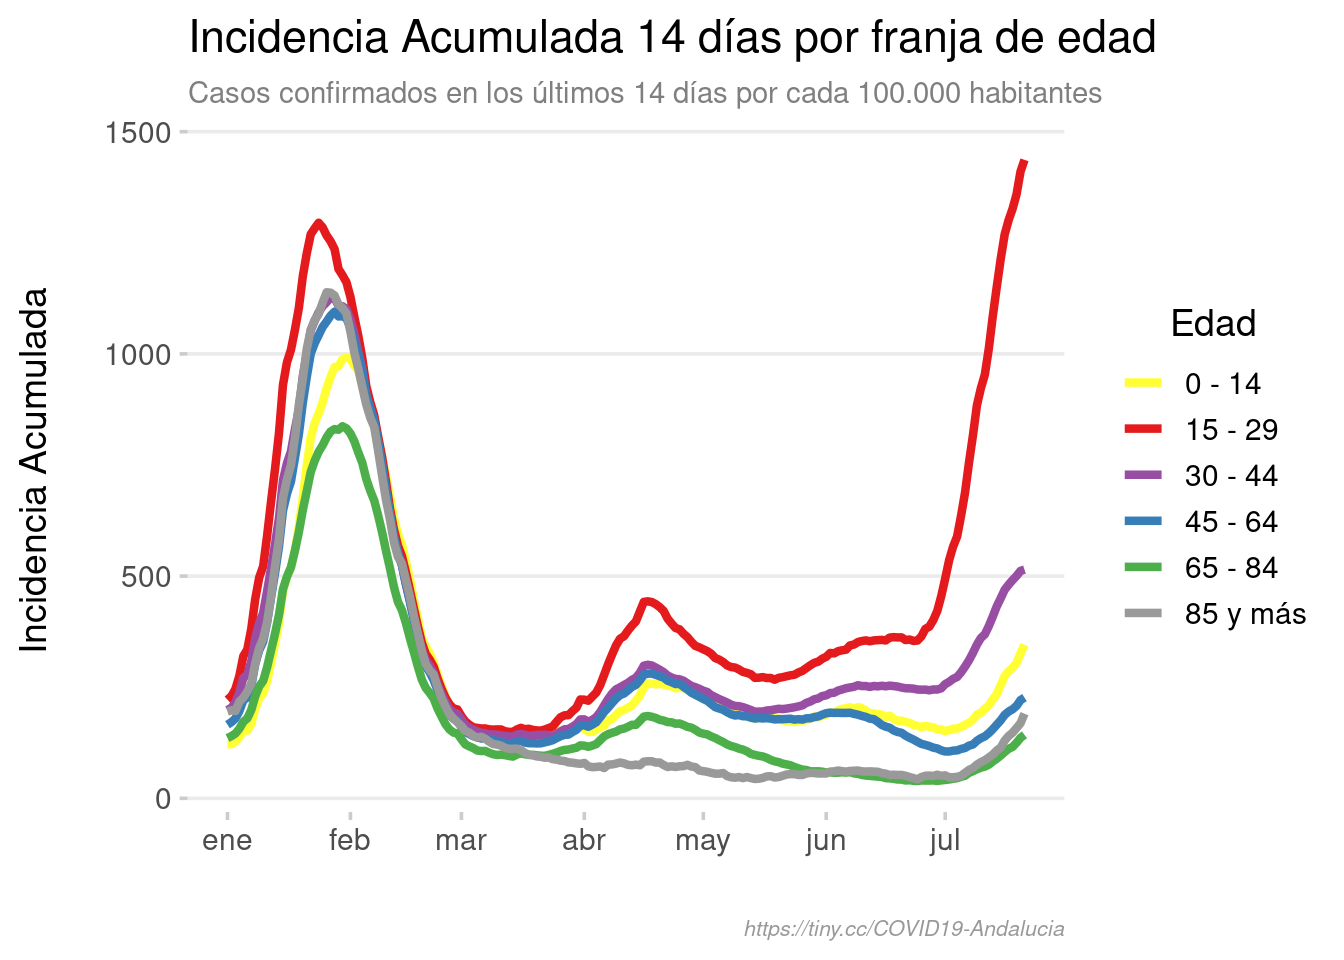 Incidencia Acumulada 14 días por franja de edad
Casos confirmados en los últimos 14 días por cada 100.000 habitantes
Incidencia Acumulada
1500
1000
500
0
ene feb mar abr may jun jul
Edad
0 - 14
15 - 29
30 - 44
45 - 64
65 - 84
85 y más
https://tiny.cc/COVID19-Andalucia